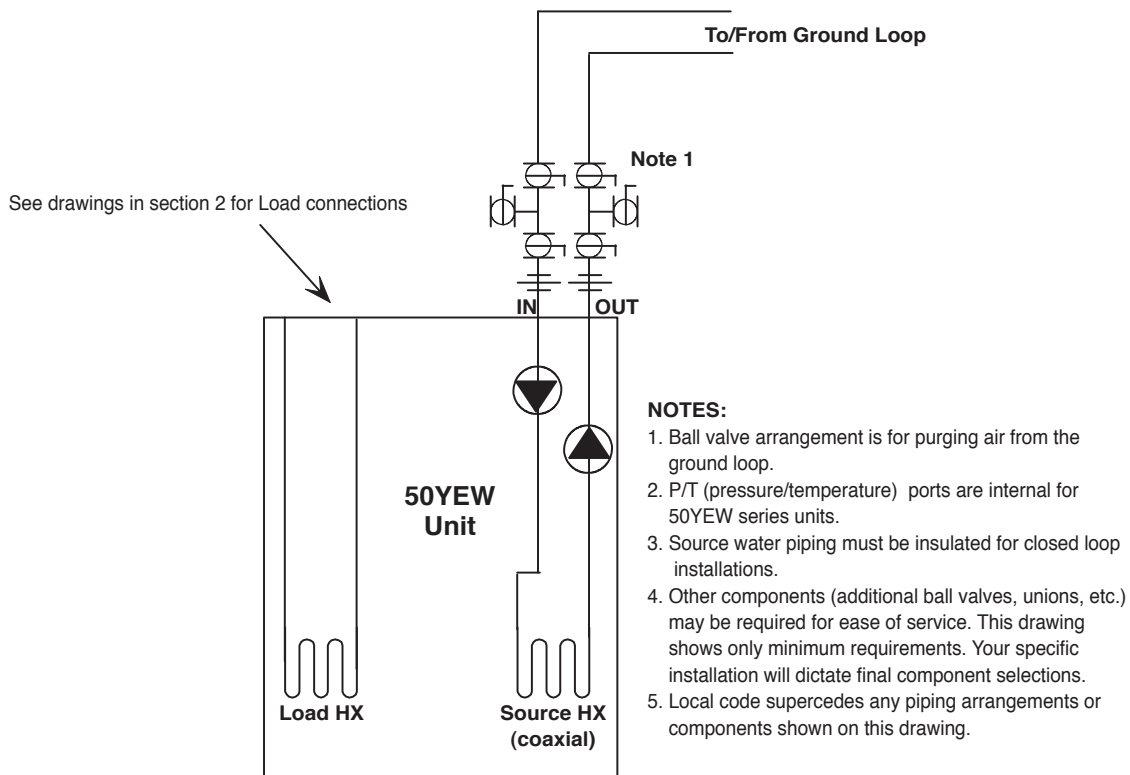 To/From Ground Loop
Note 1
See drawings in section 2 for Load connections
IN
OUT
50YEW
Unit
Load HX
Source HX
(coaxial)
NOTES:
1. Ball valve arrangement is for purging air from the
ground loop.
2. P/T (pressure/temperature) ports are internal for
50YEW series units.
3. Source water piping must be insulated for closed loop
installations.
4. Other components (additional ball valves, unions, etc.)
may be required for ease of service. This drawing
shows only minimum requirements. Your specific
installation will dictate final component selections.
5. Local code supercedes any piping arrangements or
components shown on this drawing.